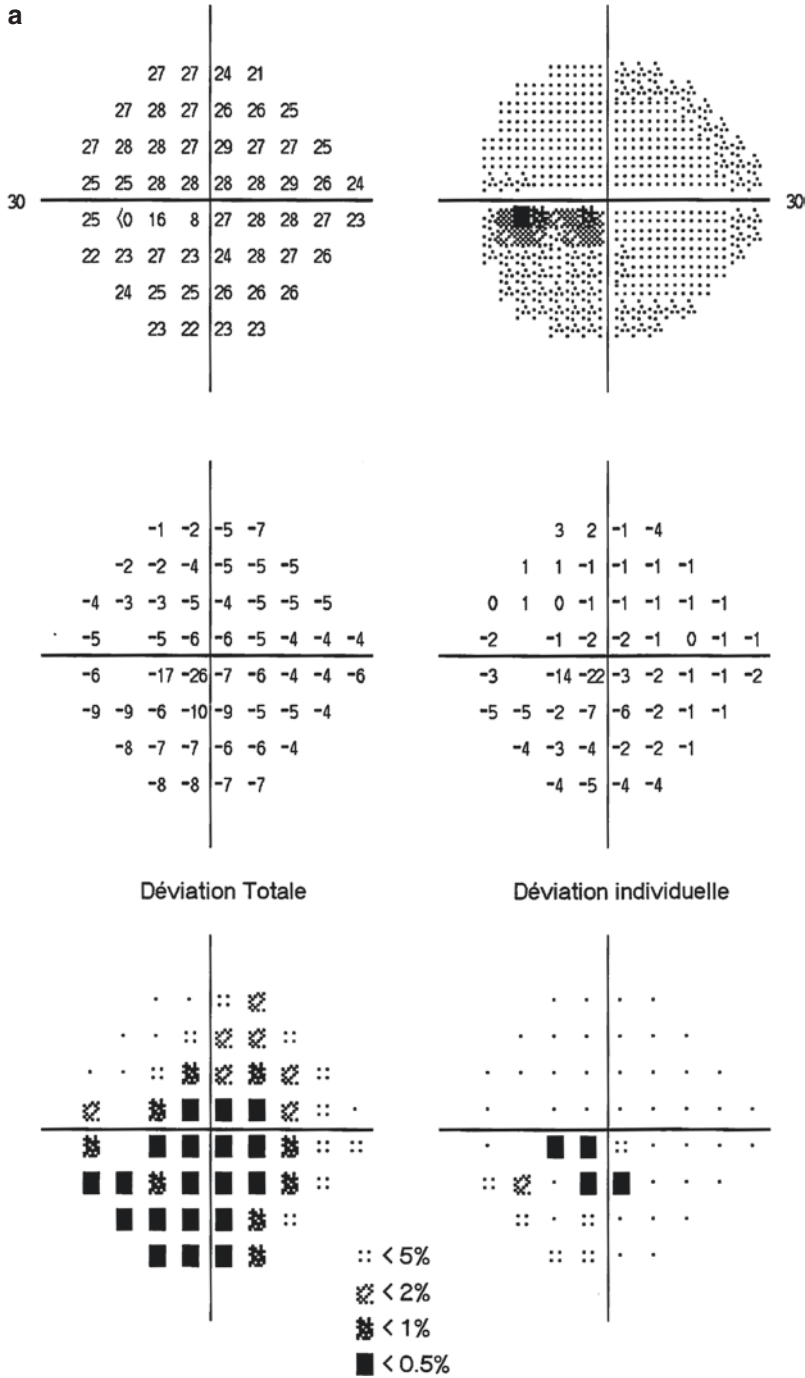 a
27 27 24 21
27 28 27 26 26 25
27 28 28 27 29 27 27 25
25 25 28 28 28 28 29 26 24
30 30
25 ⟨0 16 8 27 28 28 27 23
22 23 27 23 24 28 27 26
24 25 25 26 26 26
23 22 23 23
-1 -2 -5 -7
-2 -2 -4 -5 -5 -5
-4 -3 -3 -5 -4 -5 -5 -5
-5 -5 -6 -6 -5 -4 -4 -4
-6 -17 -26 -7 -6 -4 -4 -6
-9 -9 -6 -10 -9 -5 -5 -4
-8 -7 -7 -6 -6 -4
-8 -8 -7 -7
3 2 -1 -4
1 1 -1 -1 -1 -1
0 1 0 -1 -1 -1 -1 -1
-2 -1 -2 -2 -1 0 -1 -1
-3 -14 -22 -3 -2 -1 -1 -2
-5 -5 -2 -7 -6 -2 -1 -1
-4 -3 -4 -2 -2 -1
-4 -5 -4 -4
Déviation Totale
Déviation individuelle
< 5%
< 2%
< 1%
< 0.5%